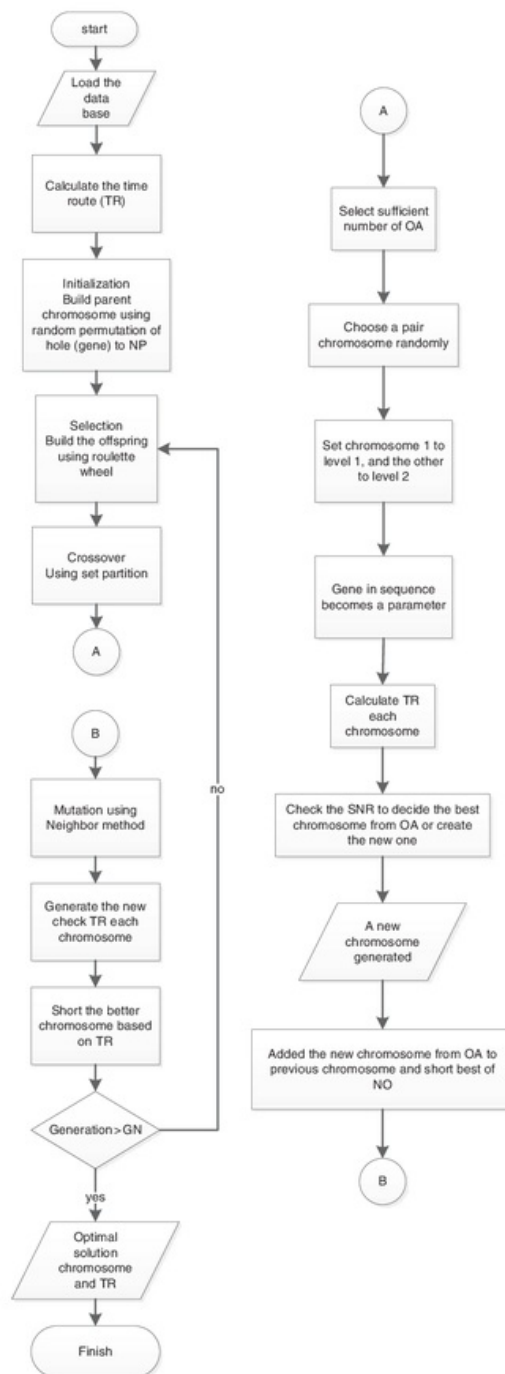 start
Load the
data
base
Calculate the time
route (TR)
Initialization
Build parent
chromosome using
random permutation of
hole (gene) to NP
Selection
Build the offspring
using roulette
wheel
Crossover
Using set partition
A
B
Mutation using
Neighbor method
Generate the new
check TR each
chromosome
Short the better
chromosome based
on TR
Generation>GN
no
yes
Optimal
solution
chromosome
and TR
Finish
A
Select sufficient
number of OA
Choose a pair
chromosome randomly
Set chromosome 1 to
level 1, and the other
to level 2
Gene in sequence
becomes a parameter
Calculate TR
each
chromosome
Check the SNR to decide the best
chromosome from OA or create
the new one
A new
chromosome
generated
Added the new chromosome from OA to
previous chromosome and short best of
NO
B